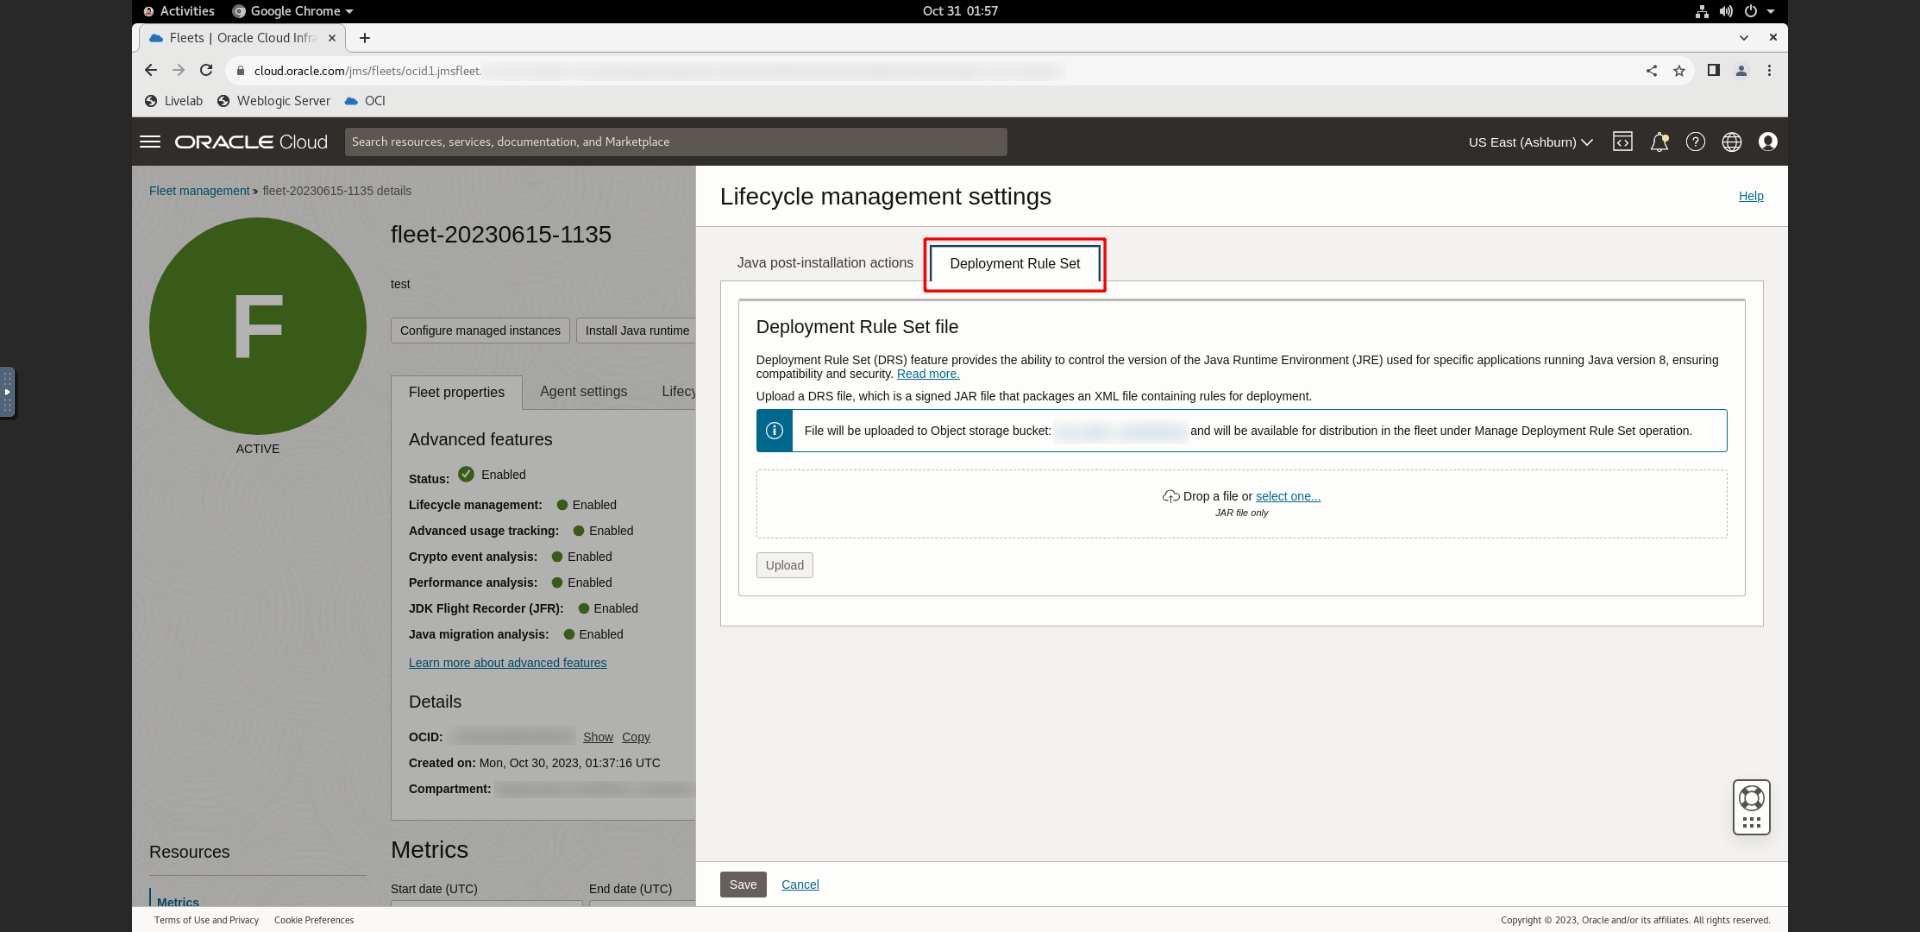 Activities Google Chrome Oct 31 01:57
Fleets | Oracle Cloud Infra
cloud.oracle.com/jms/fleets/ocid1.jmsfleet.
Livelab Weblogic Server OCI
ORACLE Cloud Search resources, services, documentation, and Marketplace US East (Ashburn)
Fleet management » fleet-20230615-1135 details
F
ACTIVE
fleet-20230615-1135
test
Configure managed instances Install Java runtime
Fleet properties Agent settings Lifecy
Advanced features
Status: Enabled
Lifecycle management: Enabled
Advanced usage tracking: Enabled
Crypto event analysis: Enabled
Performance analysis: Enabled
JDK Flight Recorder (JFR): Enabled
Java migration analysis: Enabled
Learn more about advanced features
Details
OCID: Show Copy
Created on: Mon, Oct 30, 2023, 01:37:16 UTC
Compartment:
Resources
Metrics
Metrics
Start date (UTC) End date (UTC)
Lifecycle management settings Help
Java post-installation actions Deployment Rule Set
Deployment Rule Set file
Deployment Rule Set (DRS) feature provides the ability to control the version of the Java Runtime Environment (JRE) used for specific applications running Java version 8, ensuring
compatibility and security. Read more.
Upload a DRS file, which is a signed JAR file that packages an XML file containing rules for deployment.
File will be uploaded to Object storage bucket: and will be available for distribution in the fleet under Manage Deployment Rule Set operation.
Drop a file or select one...
JAR file only
Upload
Save Cancel
Terms of Use and Privacy Cookie Preferences Copyright © 2023, Oracle and/or its affiliates. All rights reserved.